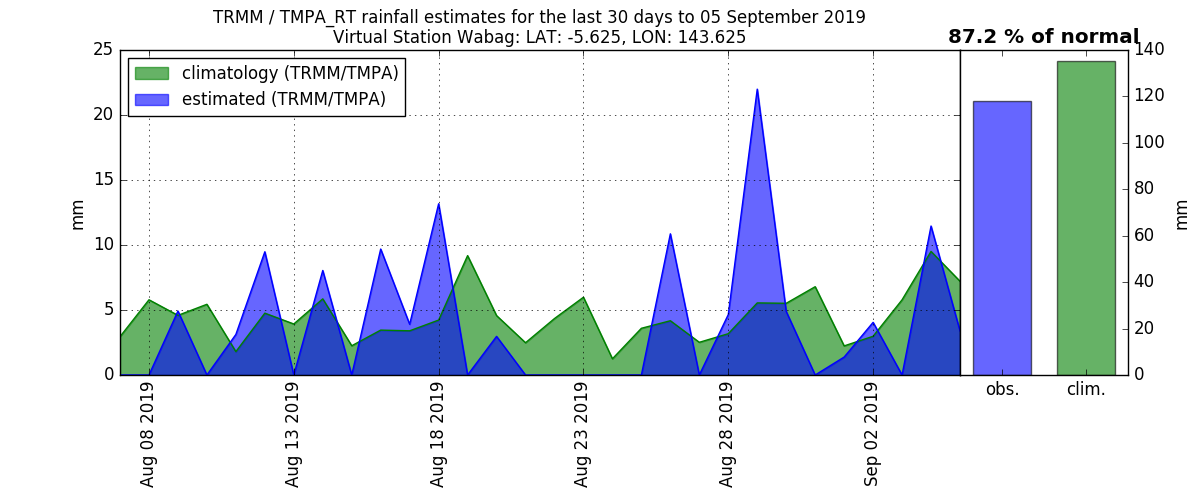 TRMM / TMPA_RT rainfall estimates for the last 30 days to 05 September 2019
Virtual Station Wabag: LAT: -5.625, LON: 143.625
87.2 % of normal
climatology (TRMM/TMPA)
estimated (TRMM/TMPA)
25
20
15
10
5
0
mm
Aug 08 2019
Aug 13 2019
Aug 18 2019
Aug 23 2019
Aug 28 2019
Sep 02 2019
140
120
100
80
60
40
20
0
mm
obs.
clim.